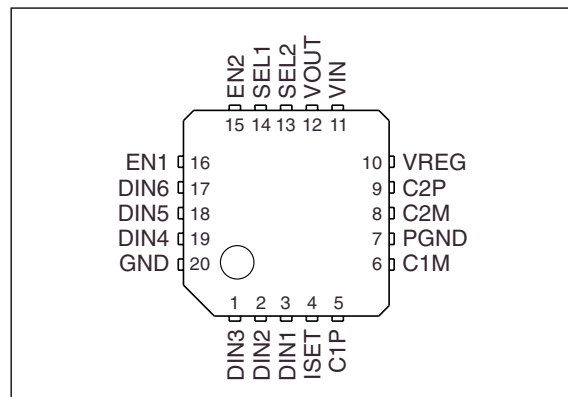 EN2 SEL1 SEL2 VOUT VIN
15 14 13 12 11
EN1 16 10 VREG
DIN6 17 9 C2P
DIN5 18 8 C2M
DIN4 19 7 PGND
GND 20 6 C1M
1 2 3 4 5
DIN3 DIN2 DIN1 ISET C1P